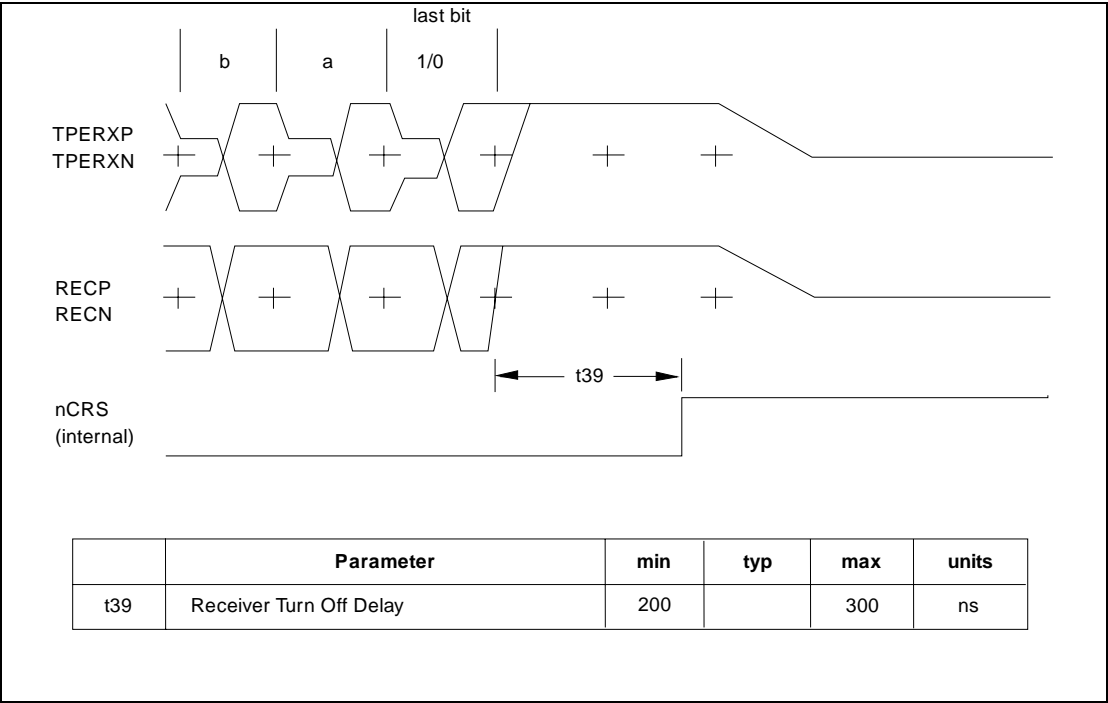 last bit
b a 1/0
TPERXP
TPERXN
RECP
RECN
t39
nCRS
(internal)
Parameter min typ max units
t39 Receiver Turn Off Delay 200 300 ns